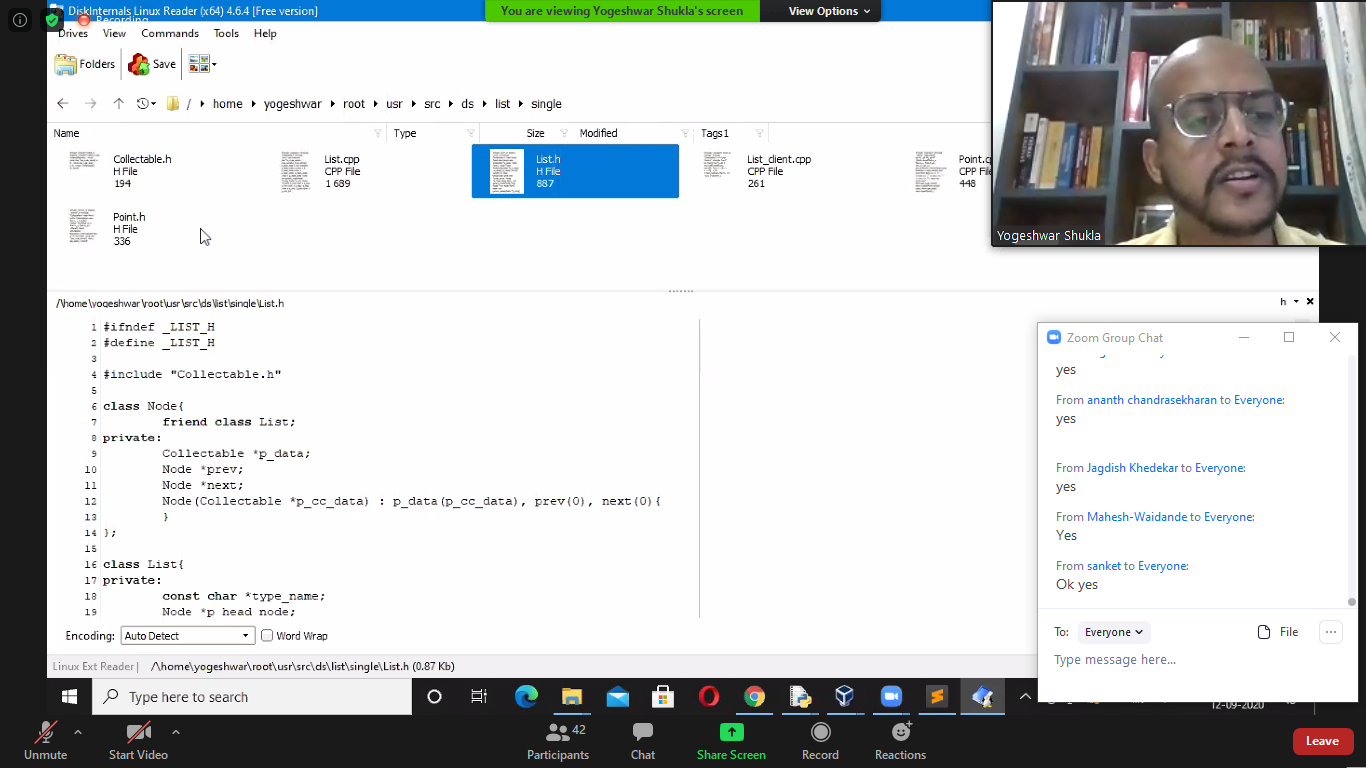 DiskInternals Linux Reader (x64) 4.6.4 [Free version]
Recording
You are viewing Yogeshwar Shukla's screen
View Options
Drives View Commands Tools Help
Folders Save
/ home yogeshwar root usr src ds list single
Name Type Size Modified Tags1
Collectable.h
H File
194
List.cpp
CPP File
1 689
List.h
H File
887
List_client.cpp
CPP File
261
CPP File
448
Point.h
H File
336
Yogeshwar Shukla
/\home\yogeshwar\root\usr\src\ds\list\single\List.h
h
1 #ifndef _LIST_H
2 #define _LIST_H
3
4 #include "Collectable.h"
5
6 class Node{
7 friend class List;
8 private:
9 Collectable *p_data;
10 Node *prev;
11 Node *next;
12 Node(Collectable *p_cc_data) : p_data(p_cc_data), prev(0), next(0){
13 }
14 };
15
16 class List{
17 private:
18 const char *type_name;
19 Node *p_head_node;
Encoding: Auto Detect Word Wrap
Linux Ext Reader | /\home\yogeshwar\root\usr\src\ds\list\single\List.h (0.87 Kb)
Zoom Group Chat
yes
From ananth chandrasekharan to Everyone:
yes
From Jagdish Khedekar to Everyone:
yes
From Mahesh-Waidande to Everyone:
Yes
From sanket to Everyone:
Ok yes
To: Everyone File
Type message here...
Type here to search
12-09-2020
Unmute
Start Video
42
Participants
Chat
Share Screen
Record
Reactions
Leave